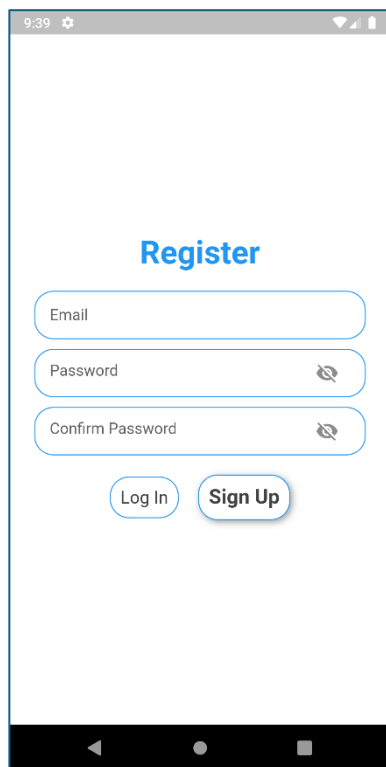 9:39
Register
Email
Password
Confirm Password
Log In Sign Up